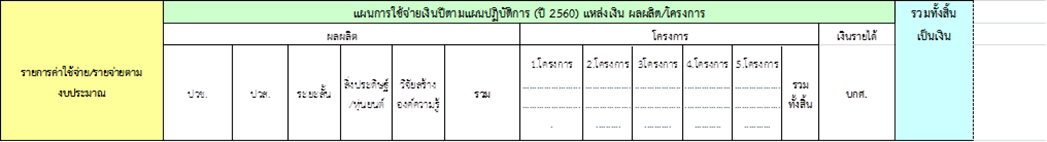 แผนการใช้จ่ายเงินปีตามแผนปฏิบัติการ (ปี 2560) แหล่งเงิน ผลผลิต/โครงการ
รวมทั้งสิ้น
เป็นเงิน
ผลผลิต
โครงการ
เงินรายได้
รายการค่าใช้จ่าย/รายจ่ายตาม
งบประมาณ
ปวช.
ปวส.
ระยะสั้น
สิ่งประดิษฐ์
/หุ่นยนต์
วิจัยสร้าง
องค์ความรู้
รวม
1.โครงการ
....................
....................
.
2.โครงการ
....................
....................
.........
3โครงการ
....................
....................
.........
4.โครงการ
....................
....................
.........
5.โครงการ
....................
....................
.........
รวม
ทั้งสิ้น
บกศ.